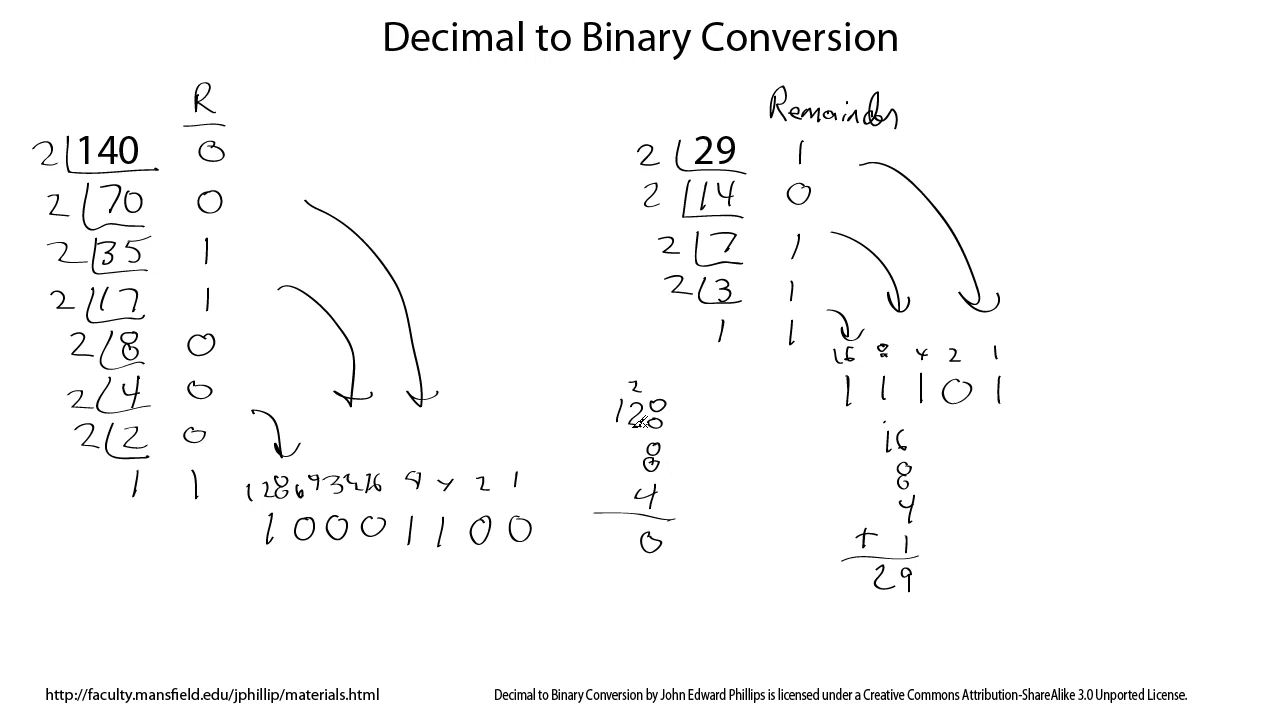 Decimal to Binary Conversion
R
2 140 0
2 70 0
2 35 1
2 17 1
2 8 0
2 4 0
2 2 0
1 1
128 64 32 16 8 4 2 1
1 0 0 0 1 1 0 0
2
128
8
4
0
Remainder
2 29 1
2 14 0
2 7 1
2 3 1
1 1
16 8 4 2 1
1 1 1 0 1
16
8
4
+ 1
29
http://faculty.mansfield.edu/jphillip/materials.html
Decimal to Binary Conversion by John Edward Phillips is licensed under a Creative Commons Attribution-ShareAlike 3.0 Unported License.